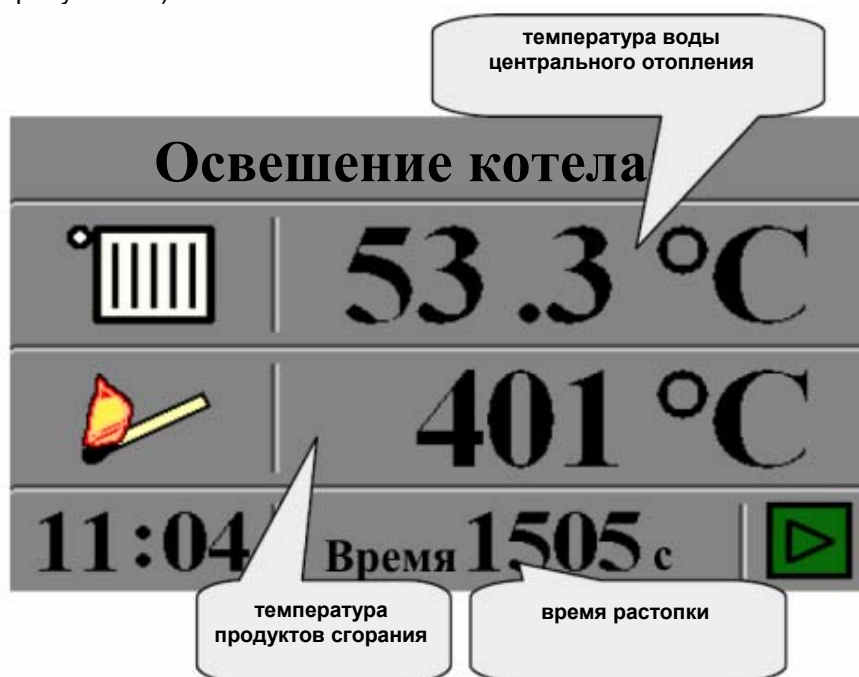 температура воды
центрального отопления
Освешение котела
53 .3 °C
401 °C
11:04 Время 1505 с
температура
продуктов сгорания
время растопки